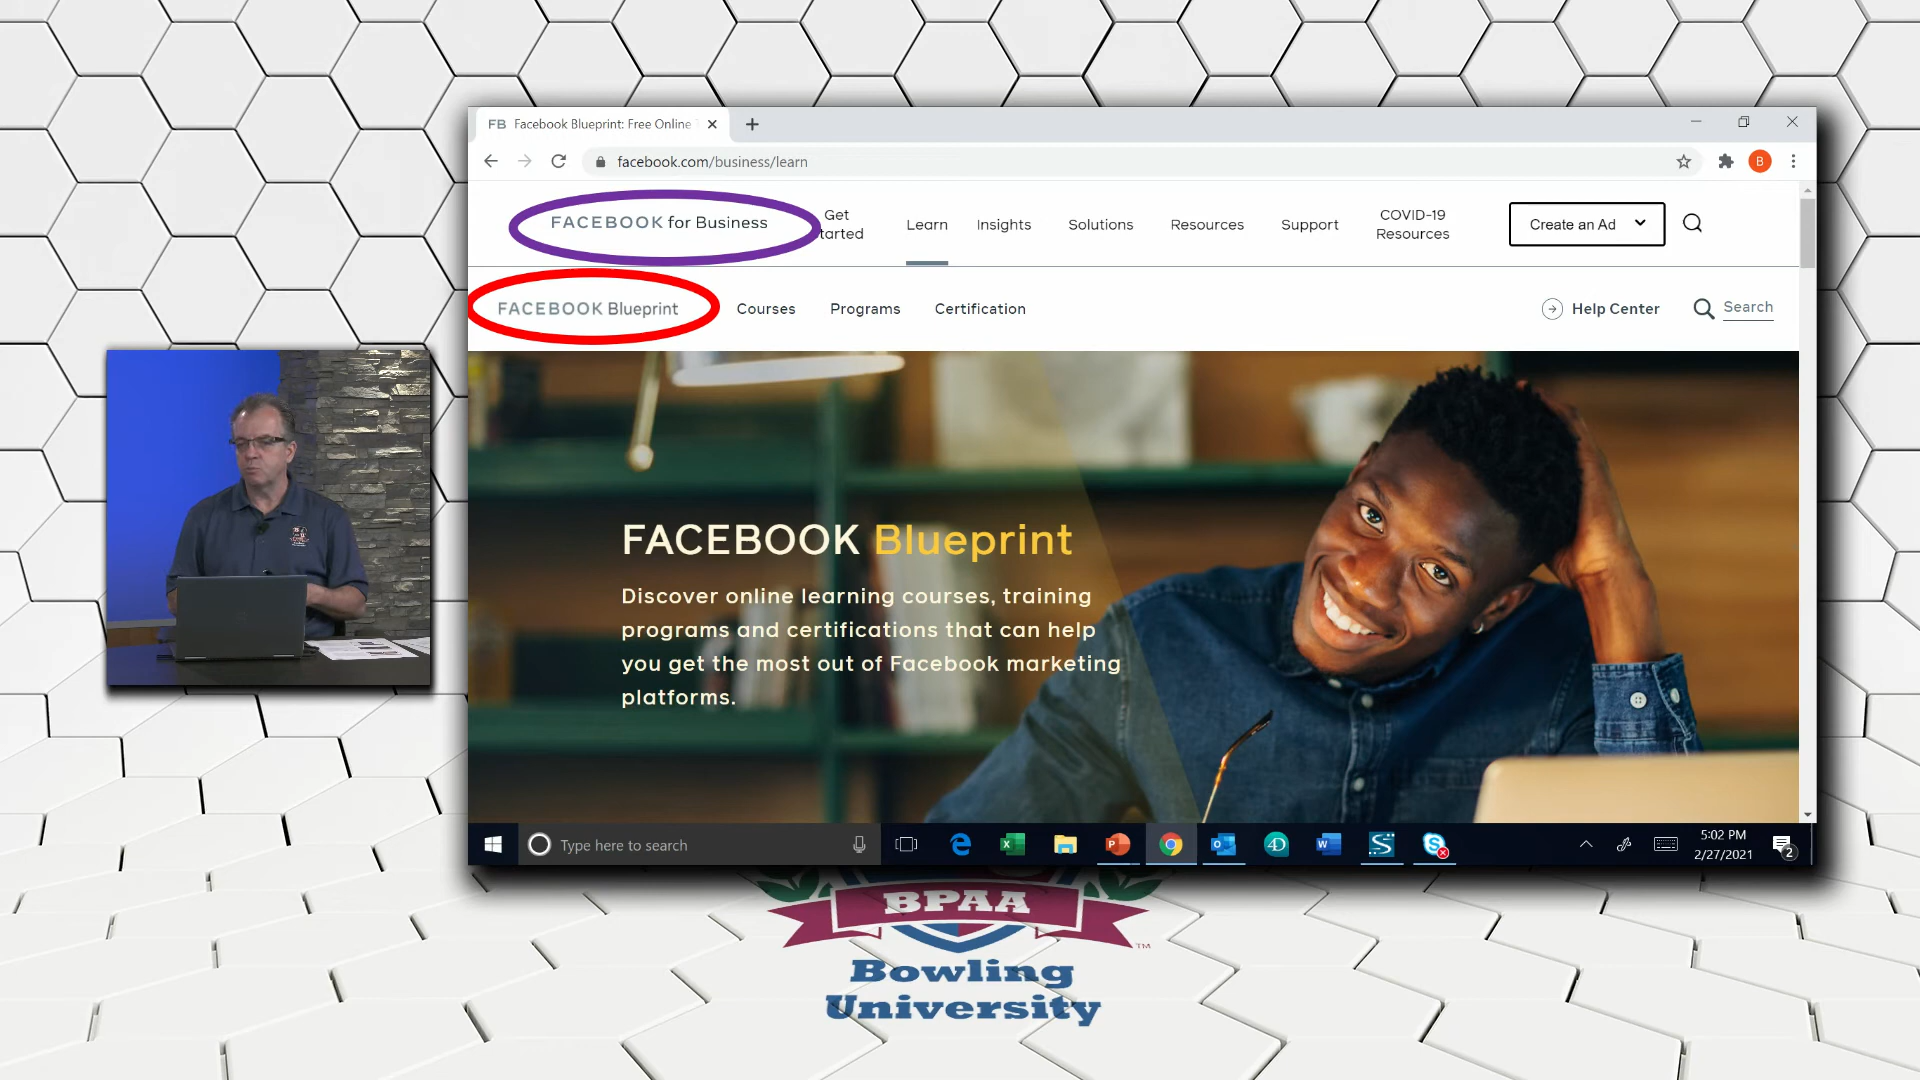 FB Facebook Blueprint: Free Online
facebook.com/business/learn
B
FACEBOOK for Business
Get
tarted
Learn
Insights
Solutions
Resources
Support
COVID-19
Resources
Create an Ad
FACEBOOK Blueprint
Courses
Programs
Certification
Help Center
Search
FACEBOOK Blueprint
Discover online learning courses, training
programs and certifications that can help
you get the most out of Facebook marketing
platforms.
Type here to search
5:02 PM
2/27/2021
2
BPAA
TM
Bowling
University